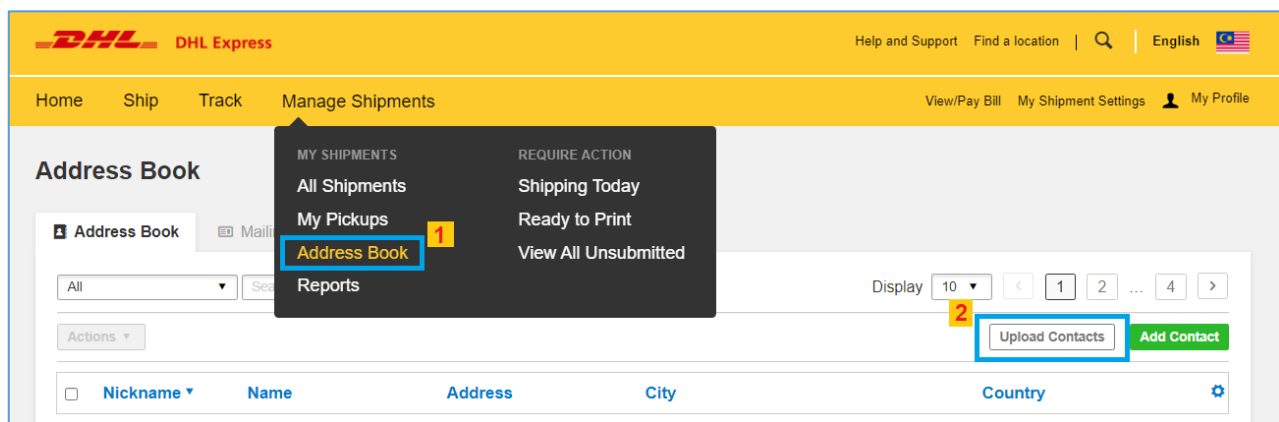 DHL DHL Express Help and Support Find a location | English
Home Ship Track Manage Shipments View/Pay Bill My Shipment Settings My Profile
MY SHIPMENTS REQUIRE ACTION
Address Book
All Shipments Shipping Today
My Pickups Ready to Print
Address Book 1
Address Book View All Unsubmitted
All Reports Display 10 1 2 ... 4
2
Actions Upload Contacts Add Contact
Nickname Name Address City Country